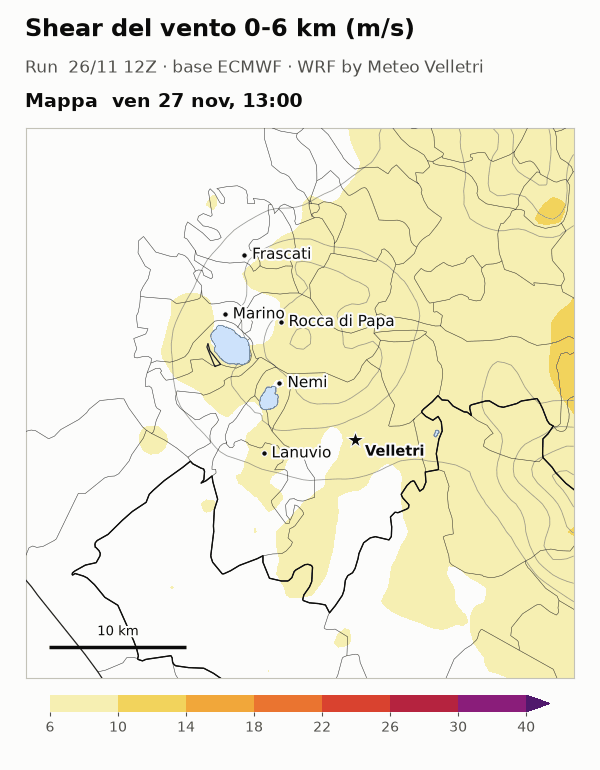 Shear del vento 0-6 km (m/s)
Run  26/11 12Z · base ECMWF · WRF by Meteo Velletri
Mappa  ven 27 nov, 13:00
Frascati
Marino
Rocca di Papa
Nemi
Velletri
Lanuvio
10 km
6 10 14 18 22 26 30 40